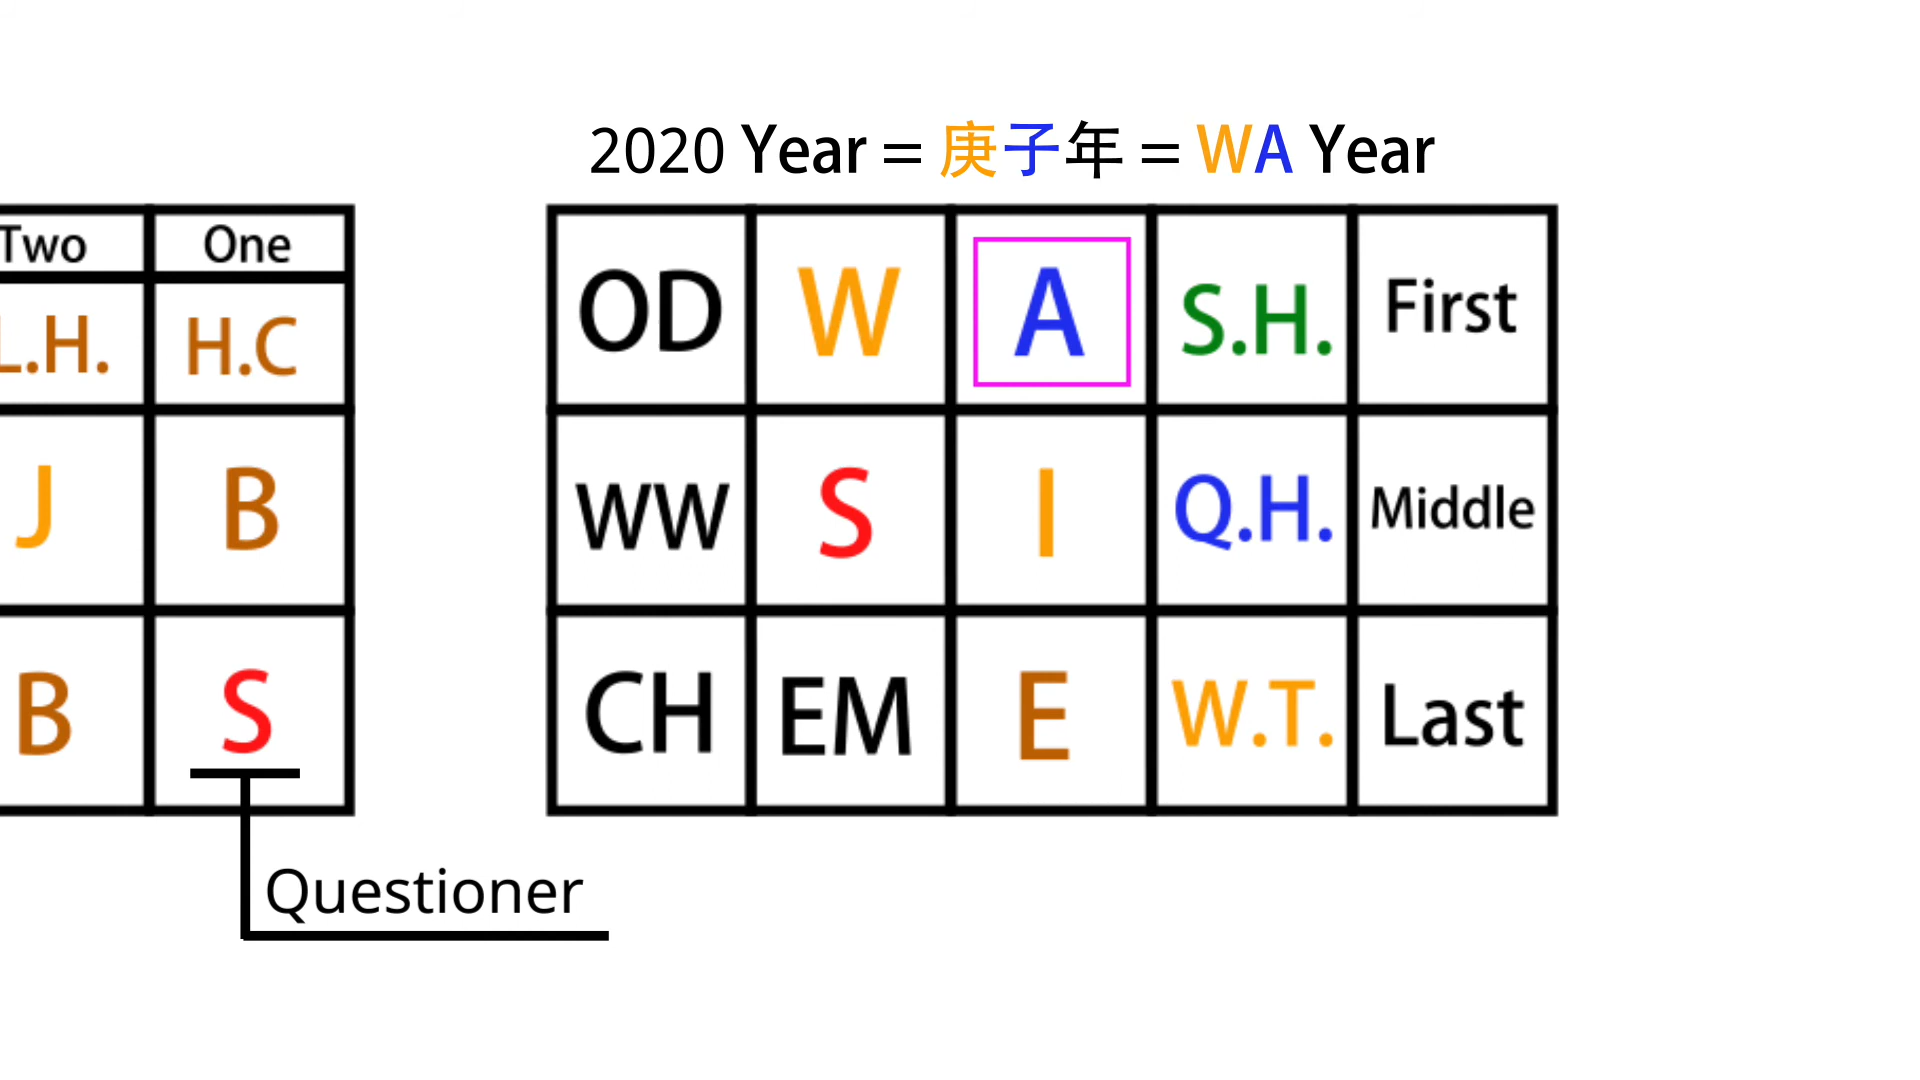 2020 Year = 庚子年 = WA Year
Two One
L.H. H.C
J B
B S
Questioner
OD W A S.H. First
WW S I Q.H. Middle
CH EM E W.T. Last